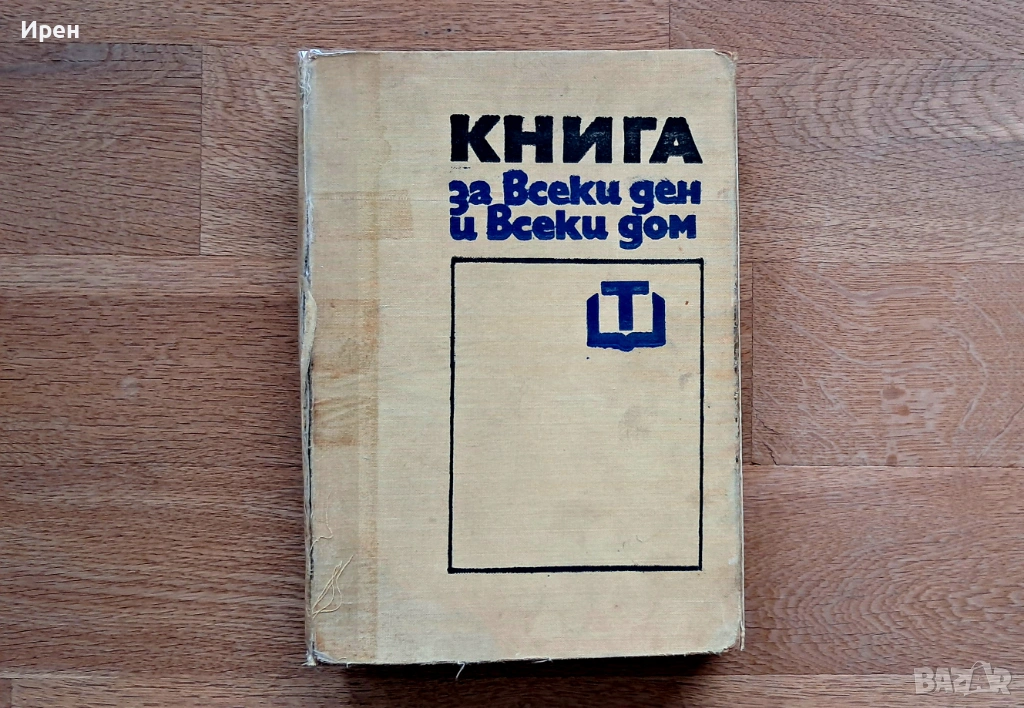 Ирен
КНИГА
за всеки ден
и всеки дом
Т
BAZAR